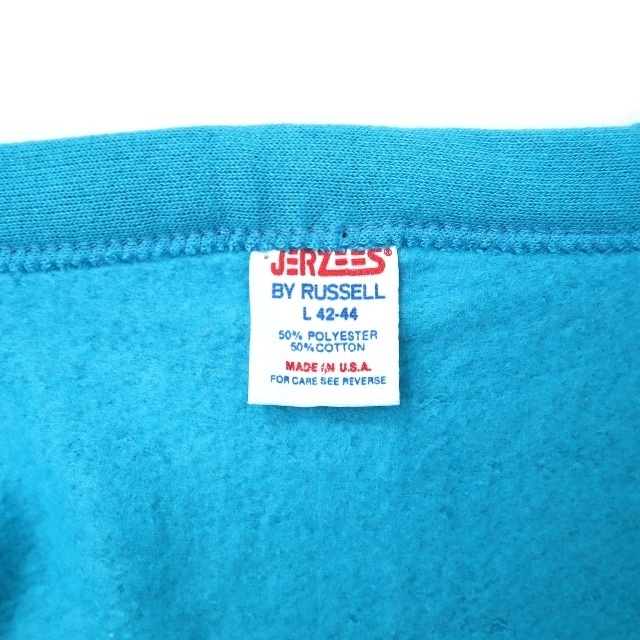 JERZEES®
BY RUSSELL
L 42-44
50% POLYESTER
50% COTTON
MADE IN U.S.A.
FOR CARE SEE REVERSE